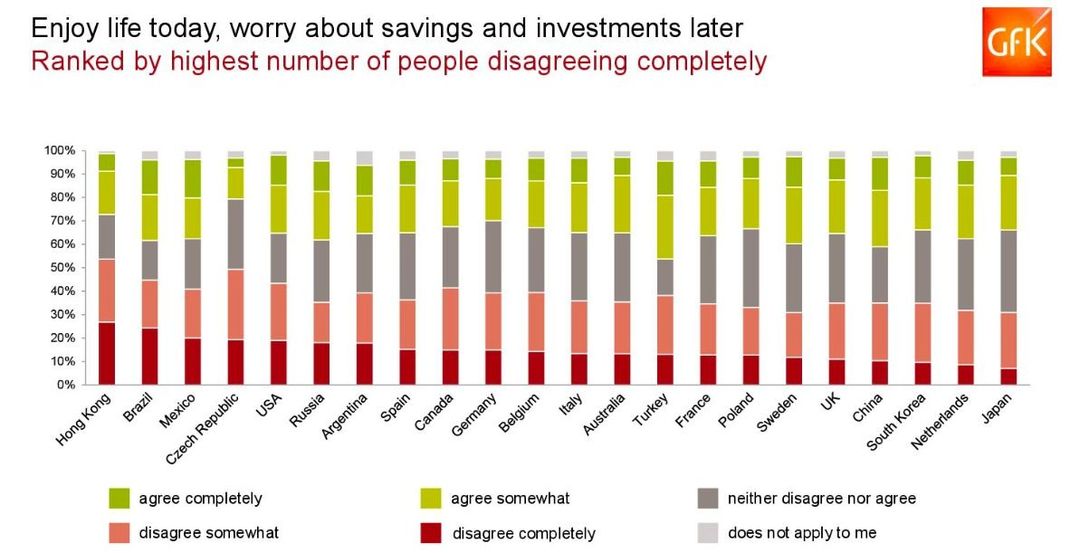 Enjoy life today, worry about savings and investments later
Ranked by highest number of people disagreeing completely
GfK
100%
90%
80%
70%
60%
50%
40%
30%
20%
10%
0%
Hong Kong
Brazil
Mexico
Czech Republic
USA
Russia
Argentina
Spain
Canada
Germany
Belgium
Italy
Australia
Turkey
France
Poland
Sweden
UK
China
South Korea
Netherlands
Japan
agree completely
agree somewhat
neither disagree nor agree
disagree somewhat
disagree completely
does not apply to me